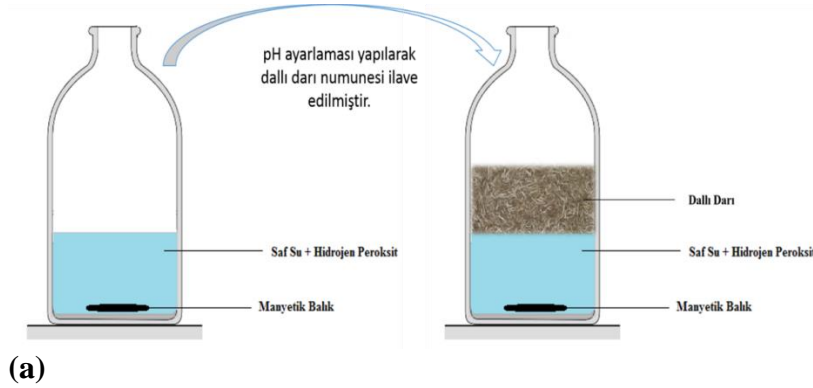 pH ayarlaması yapılarak
dallı darı numunesi ilave
edilmiştir.
Saf Su + Hidrojen Peroksit
Manyetik Balık
Dallı Darı
Saf Su + Hidrojen Peroksit
Manyetik Balık
(a)